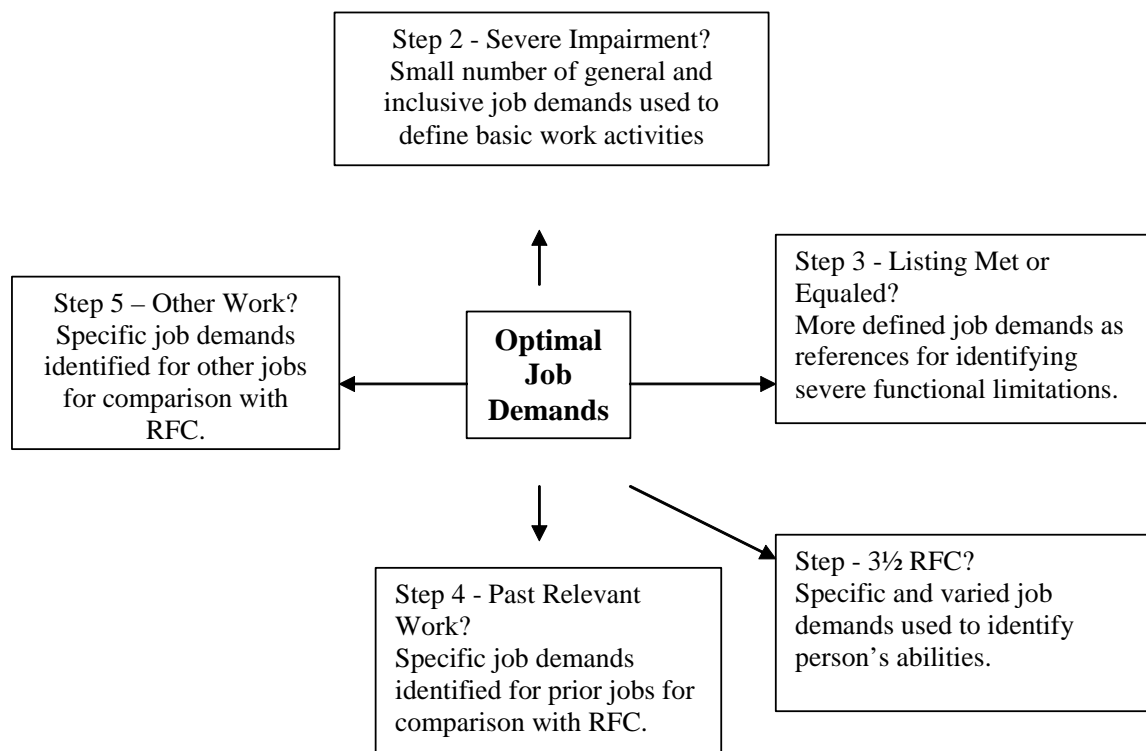 Step 2 - Severe Impairment?
Small number of general and
inclusive job demands used to
define basic work activities
Step 3 - Listing Met or
Equaled?
More defined job demands as
references for identifying
severe functional limitations.
Step 5 – Other Work?
Specific job demands
identified for other jobs
for comparison with
RFC.
Optimal
Job
Demands
Step - 3½ RFC?
Specific and varied job
demands used to identify
person’s abilities.
Step 4 - Past Relevant
Work?
Specific job demands
identified for prior jobs for
comparison with RFC.